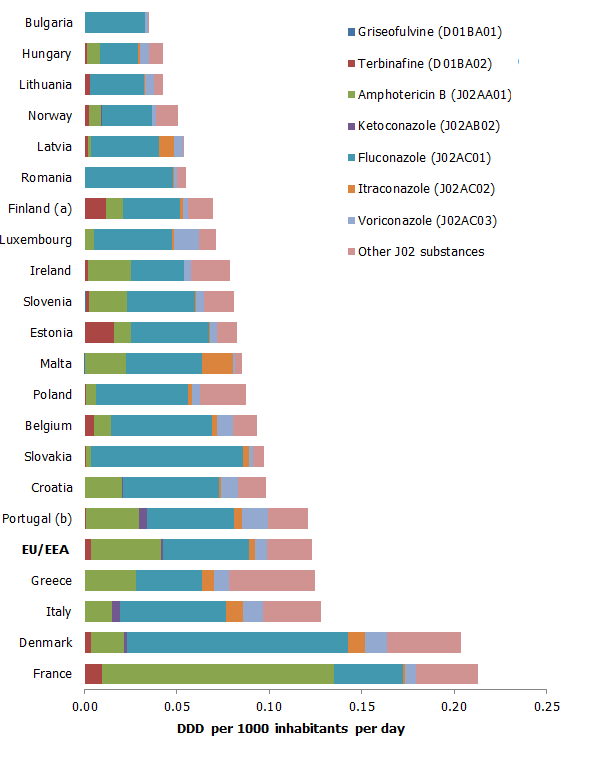 Bulgaria
Hungary
Lithuania
Norway
Latvia
Romania
Finland (a)
Luxembourg
Ireland
Slovenia
Estonia
Malta
Poland
Belgium
Slovakia
Croatia
Portugal (b)
EU/EEA
Greece
Italy
Denmark
France
Griseofulvine (D01BA01)
Terbinafine (D01BA02)
Amphotericin B (J02AA01)
Ketoconazole (J02AB02)
Fluconazole (J02AC01)
Itraconazole (J02AC02)
Voriconazole (J02AC03)
Other J02 substances
0.00 0.05 0.10 0.15 0.20 0.25
DDD per 1000 inhabitants per day